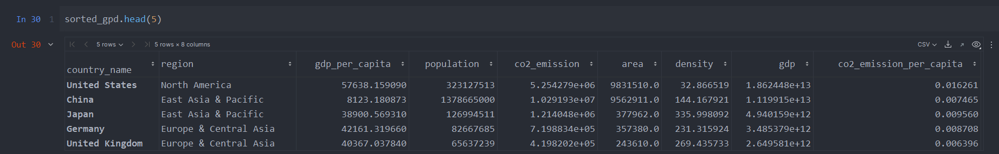 In 30 1 sorted_gpd.head(5)
Out 30 5 rows 5 rows × 8 columns CSV
country_name region gdp_per_capita population co2_emission area density gdp co2_emission_per_capita
United States North America 57638.159090 323127513 5.254279e+06 9831510.0 32.866519 1.862448e+13 0.016261
China East Asia & Pacific 8123.180873 1378665000 1.029193e+07 9562911.0 144.167921 1.119915e+13 0.007465
Japan East Asia & Pacific 38900.569310 126994511 1.214048e+06 377962.0 335.998092 4.940159e+12 0.009560
Germany Europe & Central Asia 42161.319660 82667685 7.198834e+05 357380.0 231.315924 3.485379e+12 0.008708
United Kingdom Europe & Central Asia 40367.037840 65637239 4.198202e+05 243610.0 269.435733 2.649581e+12 0.006396